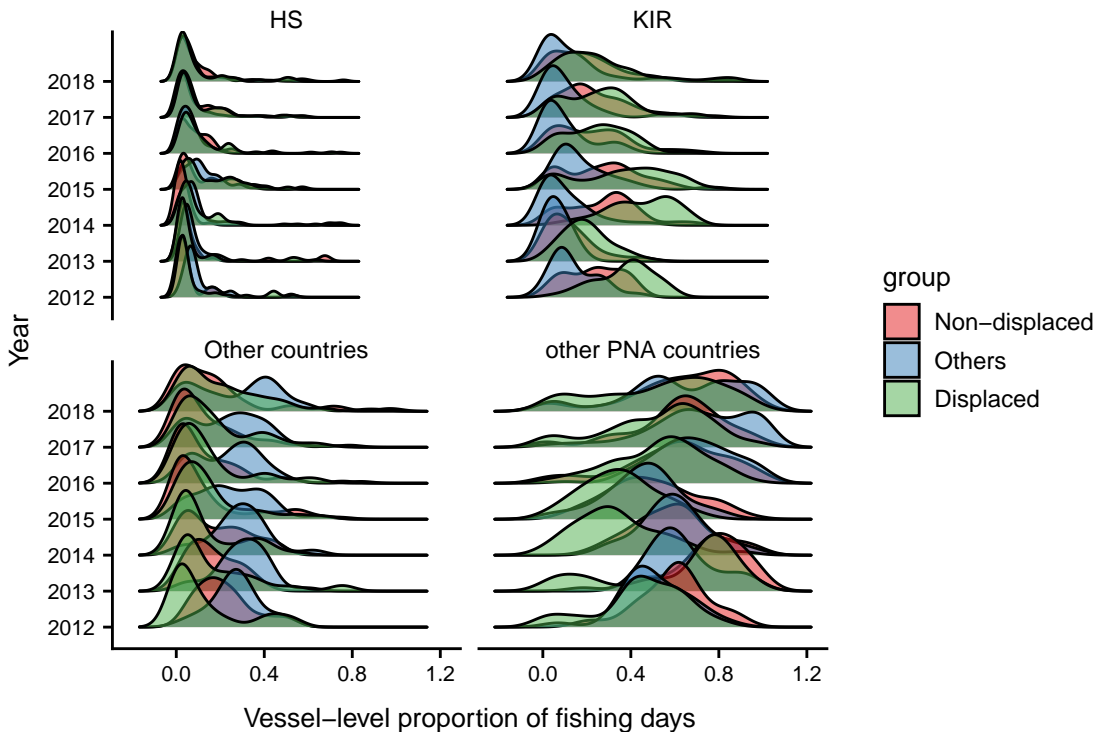 HS
KIR
2018
2017
2016
2015
2014
2013
2012
Year
Other countries
other PNA countries
2018
2017
2016
2015
2014
2013
2012
0.0 0.4 0.8 1.2
0.0 0.4 0.8 1.2
Vessel−level proportion of fishing days
group
Non−displaced
Others
Displaced